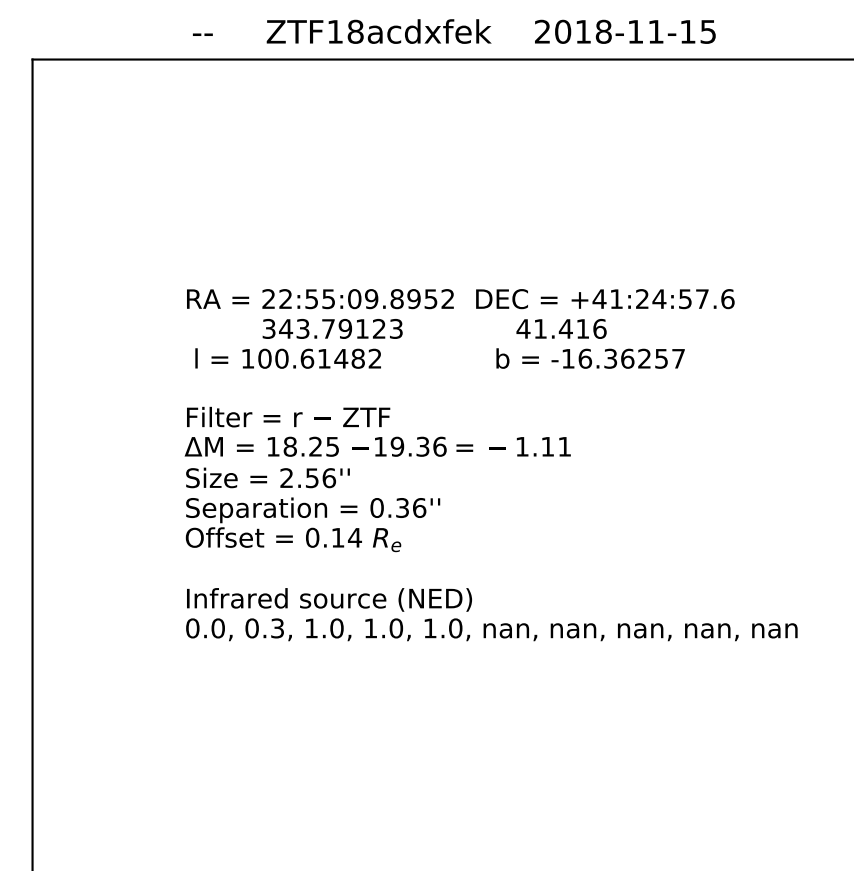 -- ZTF18acdxfek 2018-11-15
RA = 22:55:09.8952 DEC = +41:24:57.6
343.79123 41.416
l = 100.61482 b = -16.36257
Filter = r − ZTF
ΔM = 18.25 −19.36 = − 1.11
Size = 2.56''
Separation = 0.36''
Offset = 0.14 Re
Infrared source (NED)
0.0, 0.3, 1.0, 1.0, 1.0, nan, nan, nan, nan, nan